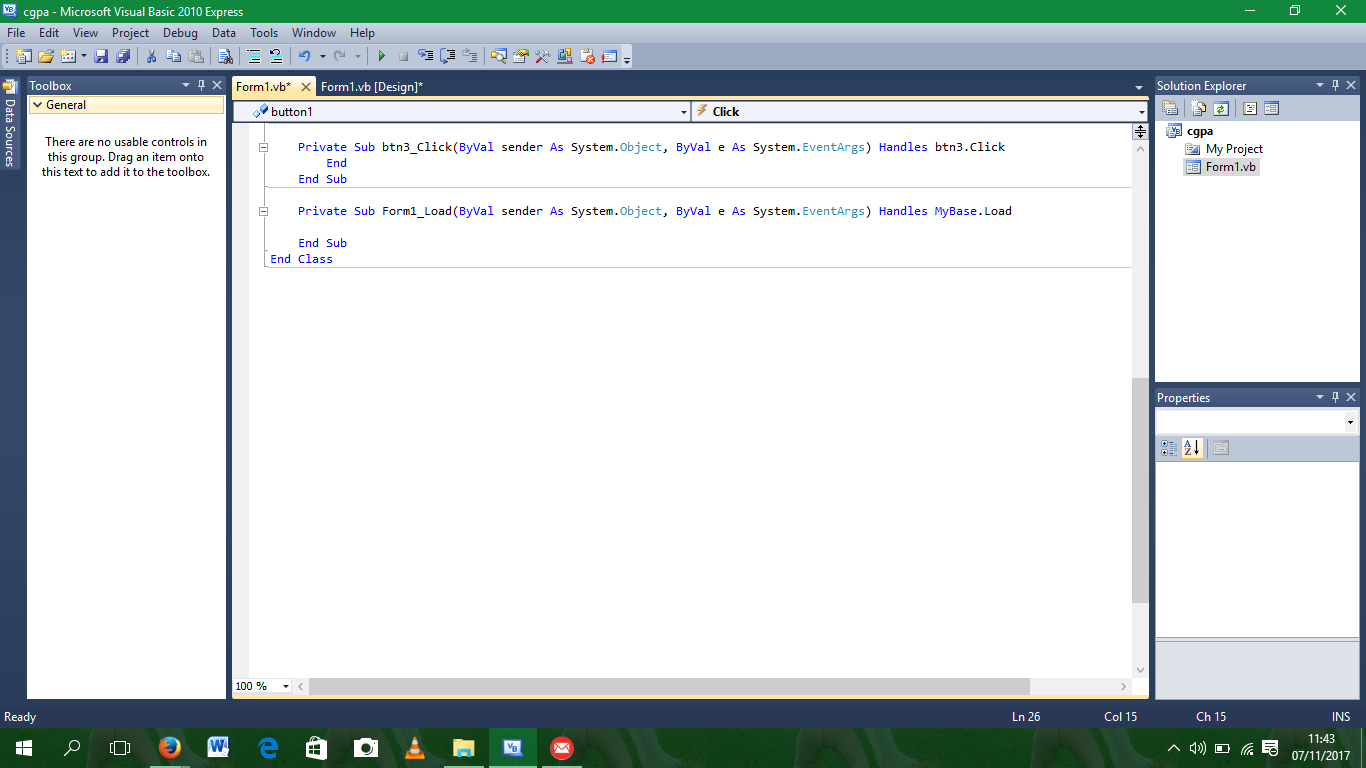 cgpa - Microsoft Visual Basic 2010 Express
File Edit View Project Debug Data Tools Window Help
Data Sources
Toolbox
General
There are no usable controls in
this group. Drag an item onto
this text to add it to the toolbox.
Form1.vb* Form1.vb [Design]*
button1 Click
Private Sub btn3_Click(ByVal sender As System.Object, ByVal e As System.EventArgs) Handles btn3.Click
End
End Sub
Private Sub Form1_Load(ByVal sender As System.Object, ByVal e As System.EventArgs) Handles MyBase.Load
End Sub
End Class
100 %
Solution Explorer
cgpa
My Project
Form1.vb
Properties
Ready Ln 26 Col 15 Ch 15 INS
11:43
07/11/2017